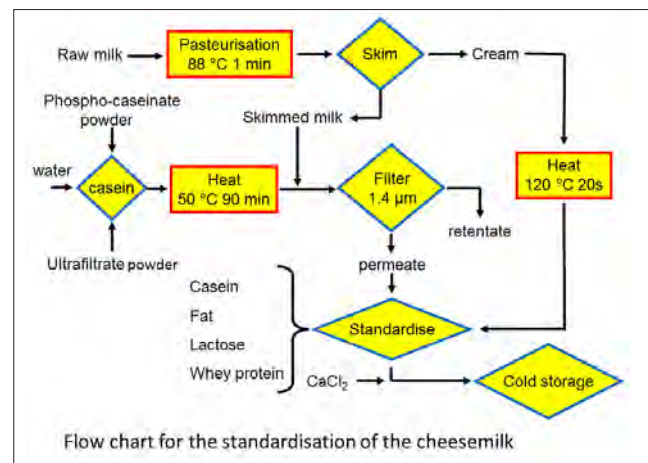 Raw milk
Pasteurisation
88 °C 1 min
Skim
Cream
Phospho-caseinate
powder
Skimmed milk
water
casein
Heat
50 °C 90 min
Filter
1.4 µm
Heat
120 °C 20s
retentate
Ultrafiltrate powder
permeate
Casein
Fat
Lactose
Whey protein
Standardise
CaCl₂
Cold storage
Flow chart for the standardisation of the cheesemilk